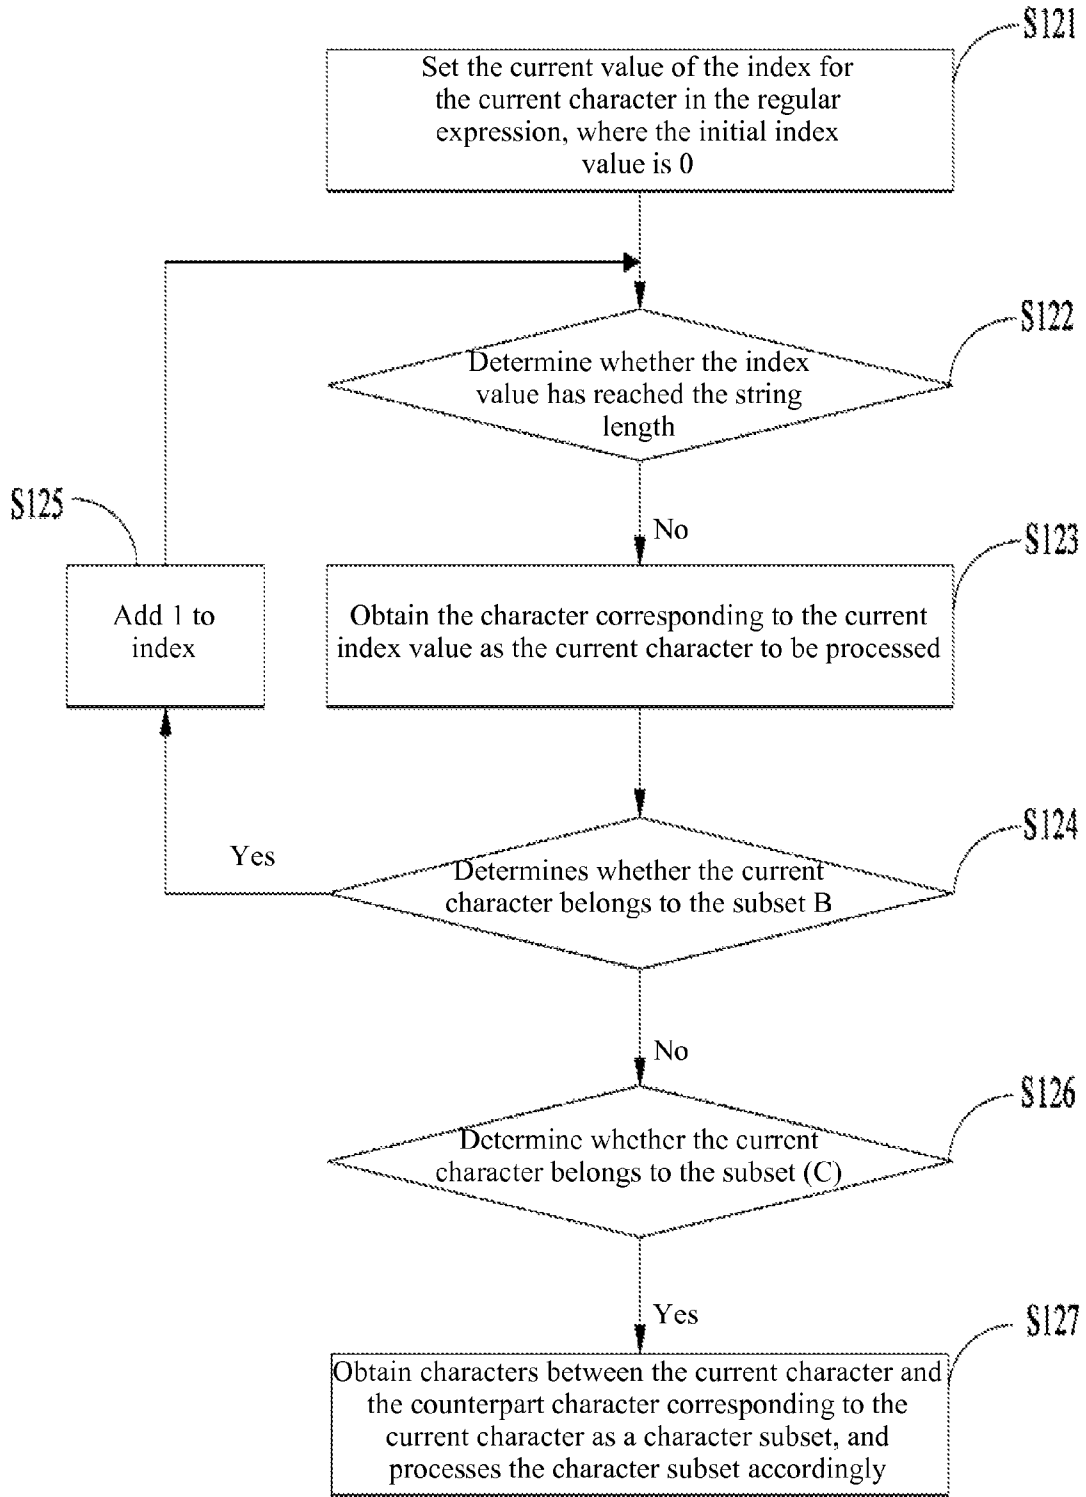 S121
Set the current value of the index for
the current character in the regular
expression, where the initial index
value is 0
S122
Determine whether the index
value has reached the string
length
S125
No
S123
Add 1 to
index
Obtain the character corresponding to the current
index value as the current character to be processed
S124
Yes
Determines whether the current
character belongs to the subset B
No
S126
Determine whether the current
character belongs to the subset (C)
Yes
S127
Obtain characters between the current character and
the counterpart character corresponding to the
current character as a character subset, and
processes the character subset accordingly